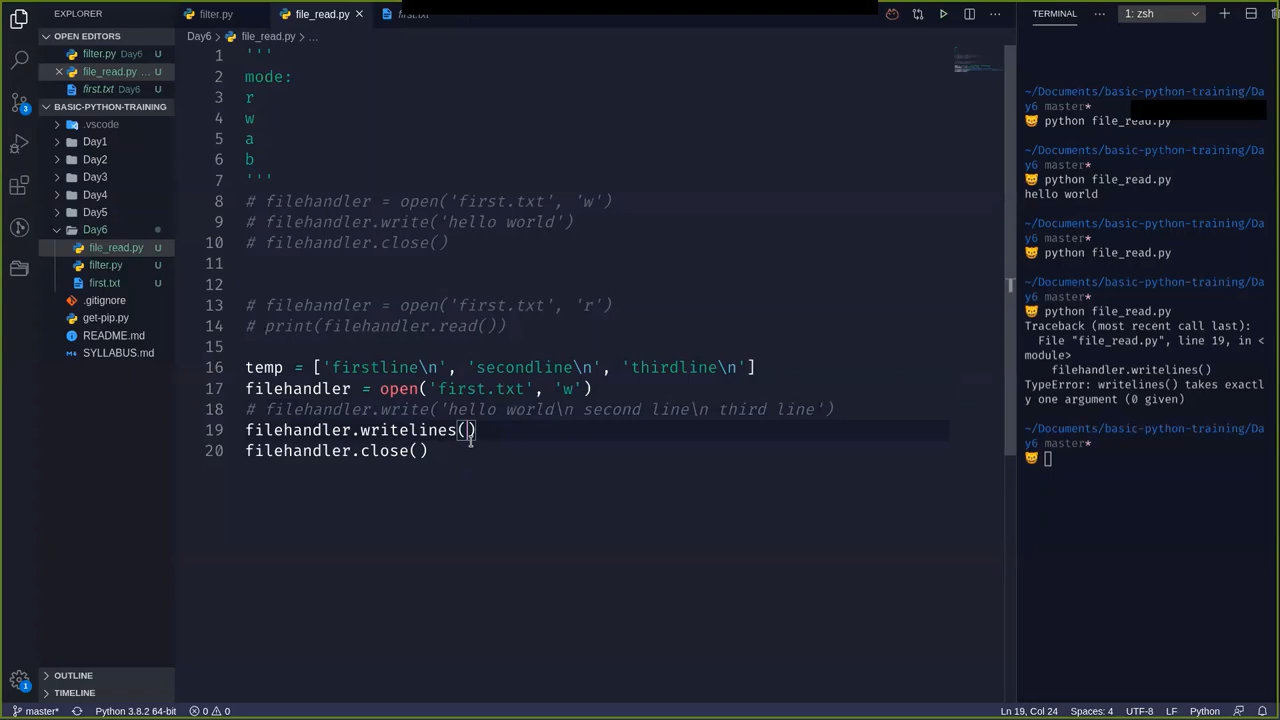 EXPLORER
OPEN EDITORS
filter.py Day6 U
file_read.py ... U
first.txt Day6 U
BASIC-PYTHON-TRAINING
.vscode
Day1
Day2
Day3
Day4
Day5
Day6
file_read.py U
filter.py U
first.txt U
.gitignore
get-pip.py
README.md
SYLLABUS.md
OUTLINE
TIMELINE
3
1
filter.py
file_read.py
Day6 > file_read.py > ...
1 '''
2 mode:
3 r
4 w
5 a
6 b
7 '''
8 # filehandler = open('first.txt', 'w')
9 # filehandler.write('hello world')
10 # filehandler.close()
11
12
13 # filehandler = open('first.txt', 'r')
14 # print(filehandler.read())
15
16 temp = ['firstline\n', 'secondline\n', 'thirdline\n']
17 filehandler = open('first.txt', 'w')
18 # filehandler.write('hello world\n second line\n third line')
19 filehandler.writelines()
20 filehandler.close()
TERMINAL
1: zsh
~/Documents/basic-python-training/Da
y6 master*
python file_read.py
~/Documents/basic-python-training/Da
y6 master*
python file_read.py
hello world
~/Documents/basic-python-training/Da
y6 master*
python file_read.py
~/Documents/basic-python-training/Da
y6 master*
python file_read.py
Traceback (most recent call last):
File "file_read.py", line 19, in <
module>
filehandler.writelines()
TypeError: writelines() takes exactl
y one argument (0 given)
~/Documents/basic-python-training/Da
y6 master*
master* Python 3.8.2 64-bit 0 0 Ln 19, Col 24 Spaces: 4 UTF-8 LF Python